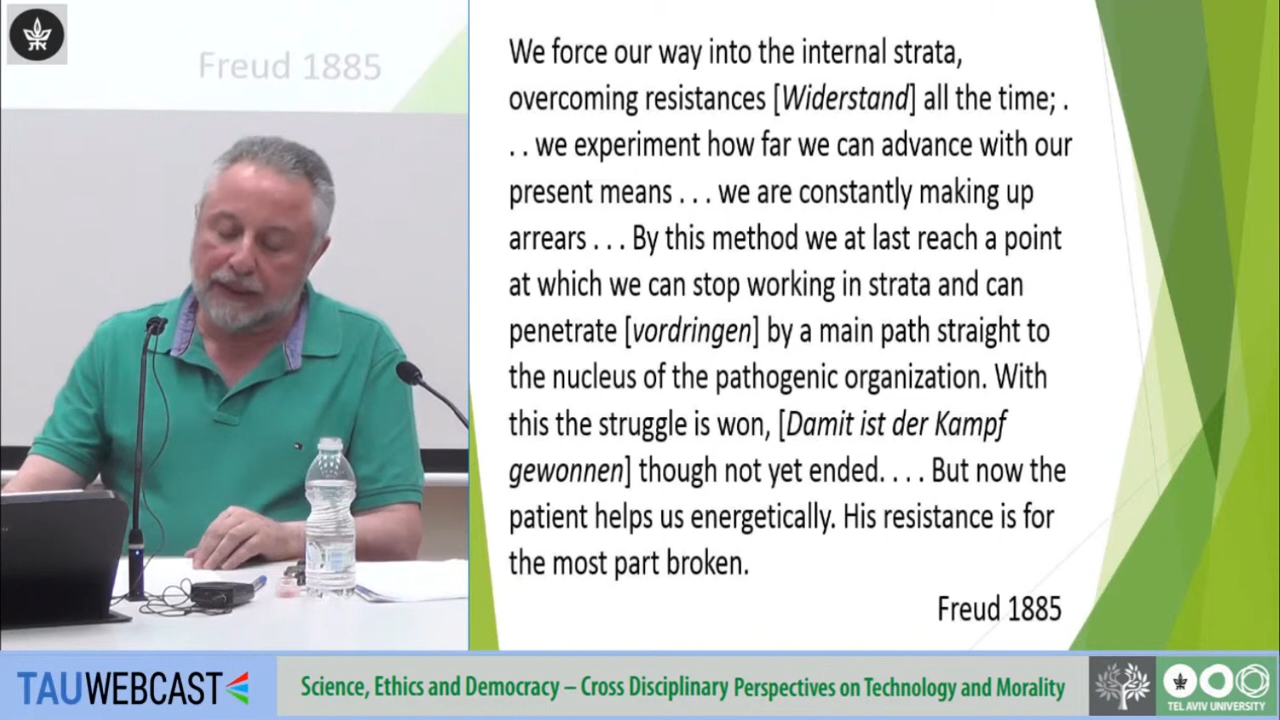 Freud 1885
We force our way into the internal strata,
overcoming resistances [Widerstand] all the time; .
. . we experiment how far we can advance with our
present means . . . we are constantly making up
arrears . . . By this method we at last reach a point
at which we can stop working in strata and can
penetrate [vordringen] by a main path straight to
the nucleus of the pathogenic organization. With
this the struggle is won, [Damit ist der Kampf
gewonnen] though not yet ended. . . . But now the
patient helps us energetically. His resistance is for
the most part broken.
Freud 1885
TAUWEBCAST
Science, Ethics and Democracy – Cross Disciplinary Perspectives on Technology and Morality
TEL AVIV UNIVERSITY